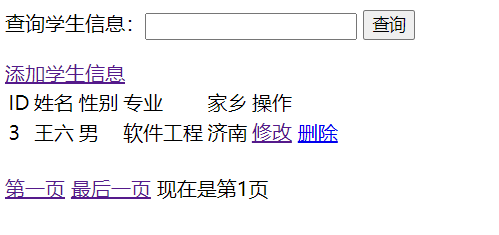 查询学生信息： 查询
添加学生信息
ID 姓名 性别 专业 家乡 操作
3 王六 男 软件工程 济南 修改 删除
第一页 最后一页 现在是第1页